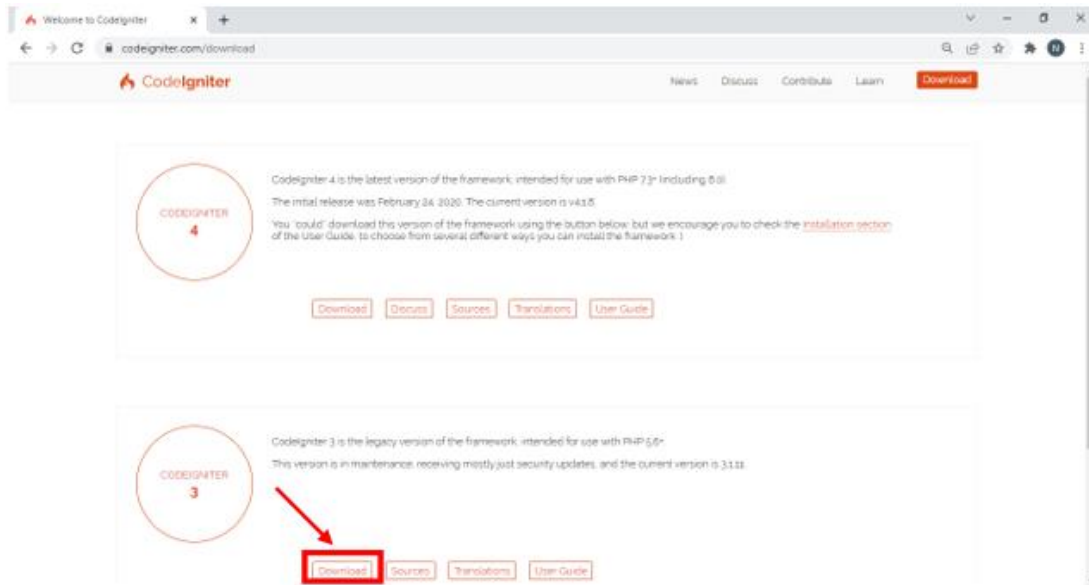 Welcome to CodeIgniter
codeigniter.com/download
N
CodeIgniter
News Discuss Contribute Learn Download
CODEIGNITER
4
CodeIgniter 4 is the latest version of the framework, intended for use with PHP 7.3+ (including 8.0).
The initial release was February 24, 2020. The current version is v4.1.8.
You *could* download this version of the framework using the button below, but we encourage you to check the Installation section
of the User Guide, to choose from several different ways you can install the framework :)
Download Discuss Sources Translations User Guide
CODEIGNITER
3
CodeIgniter 3 is the legacy version of the framework, intended for use with PHP 5.6+.
This version is in maintenance, receiving mostly just security updates, and the current version is 3.1.11.
Download Sources Translations User Guide